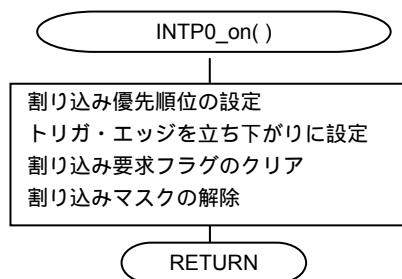 INTP0_on( )
割り込み優先順位の設定
トリガ・エッジを立ち下がりに設定
割り込み要求フラグのクリア
割り込みマスクの解除
RETURN